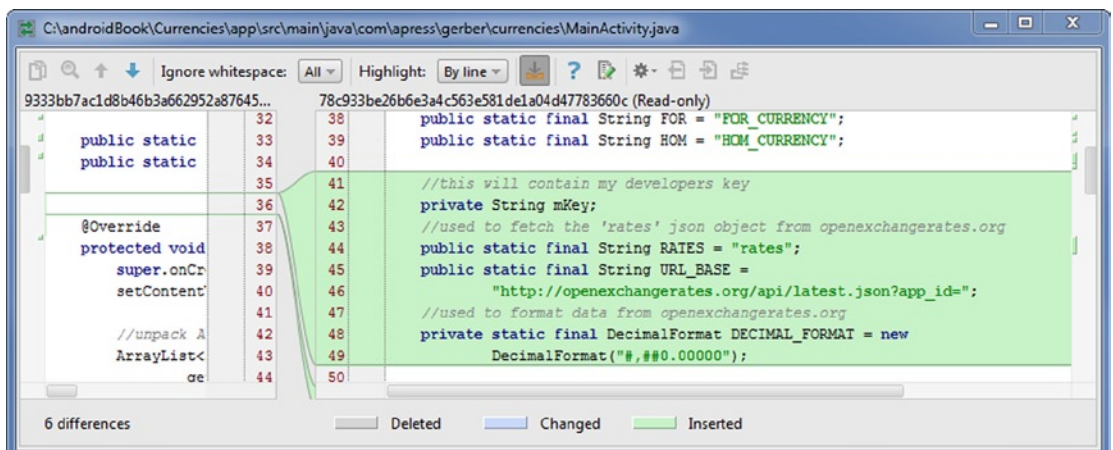 C:\androidBook\Currencies\app\src\main\java\com\apress\gerber\currencies\MainActivity.java
Ignore whitespace: All Highlight: By line ?
9333bb7ac1d8b46b3a662952a87645... 78c933be26b6e3a4c563e581de1a04d47783660c (Read-only)
32 38 public static final String FOR = "FOR_CURRENCY";
public static 33 39 public static final String HOM = "HOM_CURRENCY";
public static 34 40
35 41 //this will contain my developers key
36 42 private String mKey;
@Override 37 43 //used to fetch the 'rates' json object from openexchangerates.org
protected void 38 44 public static final String RATES = "rates";
super.onCr 39 45 public static final String URL_BASE =
setContent 40 46 "http://openexchangerates.org/api/latest.json?app_id=";
41 47 //used to format data from openexchangerates.org
//unpack A 42 48 private static final DecimalFormat DECIMAL_FORMAT = new
ArrayList< 43 49 DecimalFormat("#,##0.00000");
ge 44 50
6 differences Deleted Changed Inserted